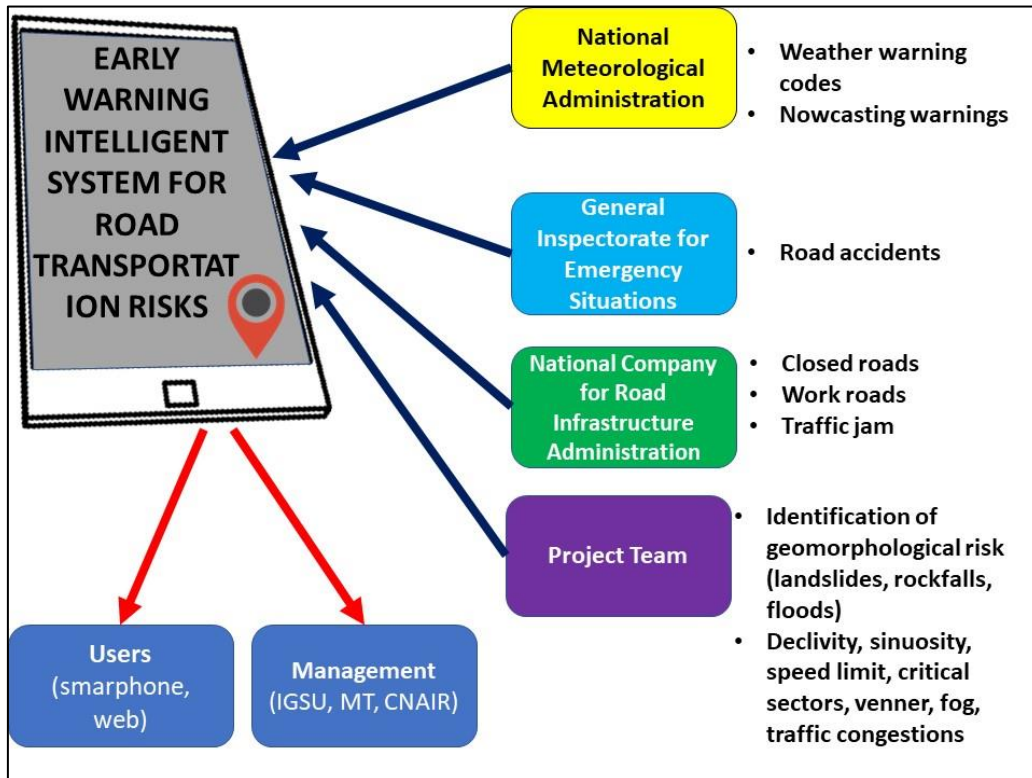 EARLY
WARNING
INTELLIGENT
SYSTEM FOR
ROAD
TRANSPORTAT
ION RISKS
National
Meteorological
Administration
• Weather warning
codes
• Nowcasting warnings
General
Inspectorate for
Emergency
Situations
• Road accidents
National Company
for Road
Infrastructure
Administration
• Closed roads
• Work roads
• Traffic jam
Project Team
• Identification of
geomorphological risk
(landslides, rockfalls,
floods)
• Declivity, sinuosity,
speed limit, critical
sectors, venner, fog,
traffic congestions
Users
(smarphone,
web)
Management
(IGSU, MT, CNAIR)